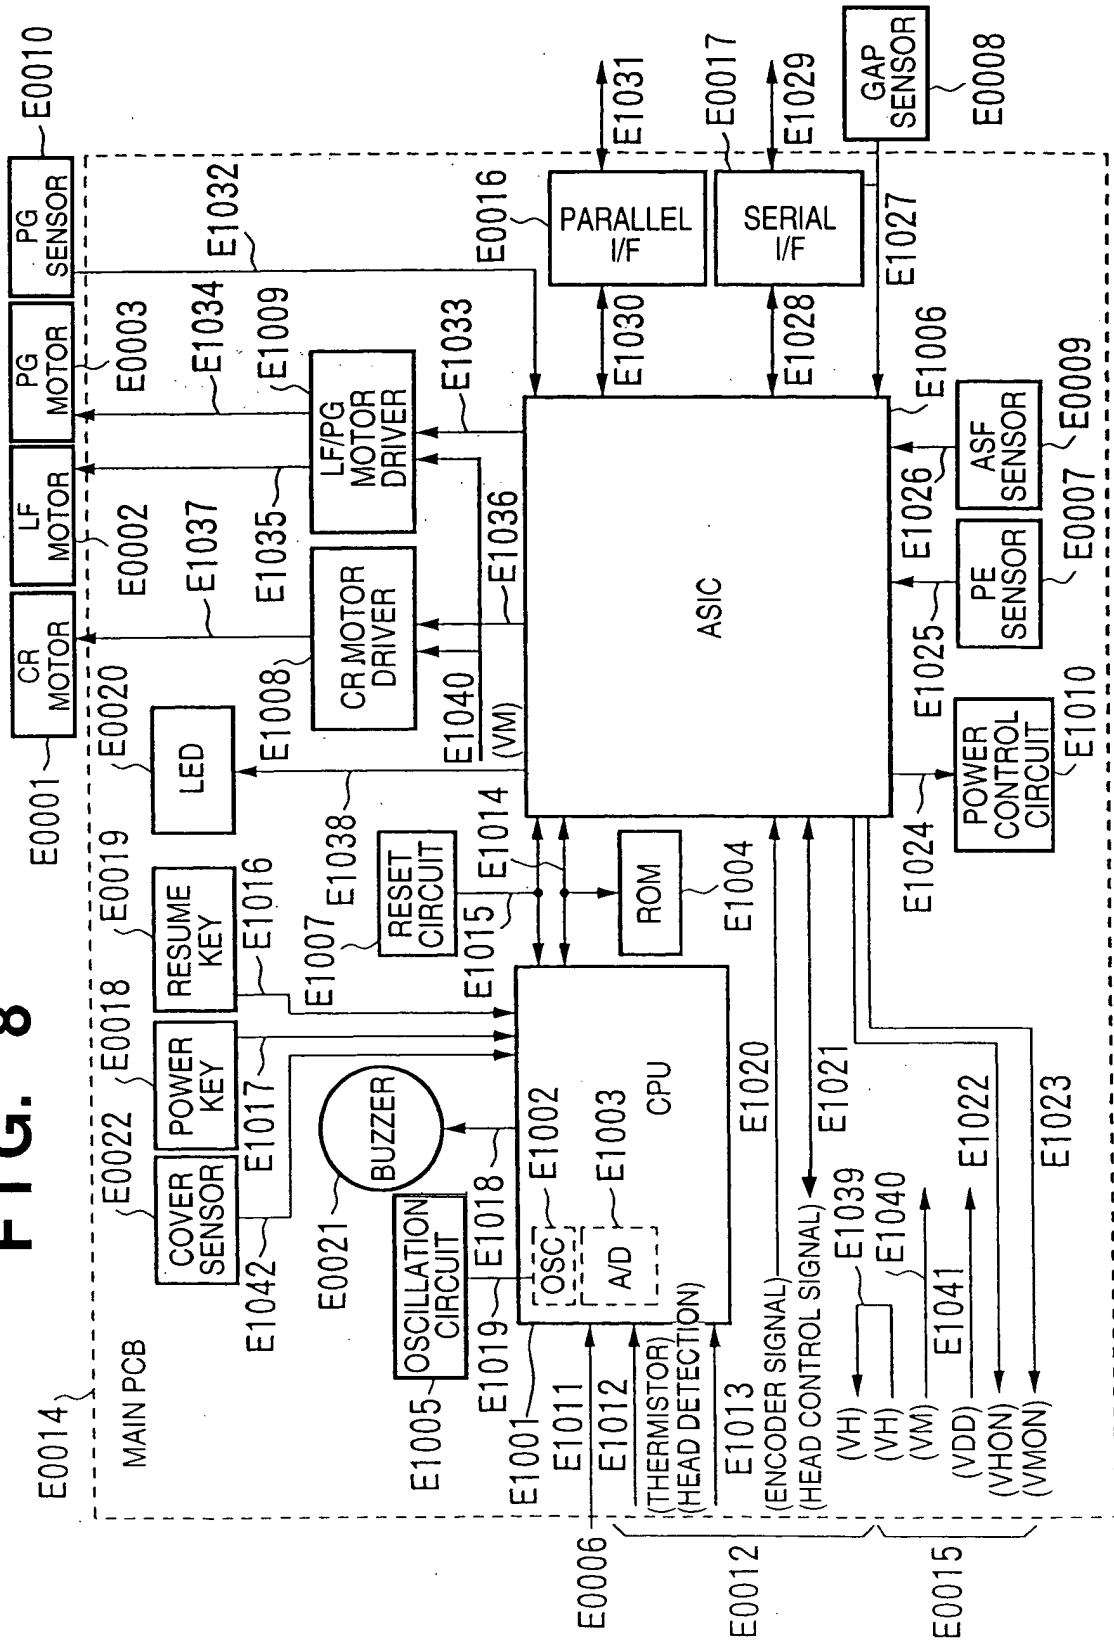 FIG. 8
E0014
MAIN PCB
E0001
CR
MOTOR
E0002
LF
MOTOR
E0003
PG
MOTOR
E0010
PG
SENSOR
E0022
COVER
SENSOR
E0018
POWER
KEY
E0019
RESUME
KEY
E0020
LED
E1037
E1035
E1034
E1032
E1042
E1017
E1016
E1038
E1008
CR MOTOR
DRIVER
E1009
LF/PG
MOTOR
DRIVER
E0021
BUZZER
E1007
RESET
CIRCUIT
E1040
(VM)
E1036
E1033
E1005
OSCILLATION
CIRCUIT
E1019
E1018
E1015
E1014
E0016
PARALLEL
I/F
E1031
E1030
E0017
SERIAL
I/F
E1029
E1028
E1001
OSC
E1002
A/D
E1003
CPU
ROM
E1004
ASIC
E1006
E1027
GAP
SENSOR
E0008
E0006
E1011
E1012
(THERMISTOR)
(HEAD DETECTION)
E1013
E0012
(ENCODER SIGNAL)
E1020
(HEAD CONTROL SIGNAL)
E1021
E0015
(VH)
E1039
(VH)
E1040
(VM)
E1041
(VDD)
E1022
(VHON)
E1023
(VMON)
E1024
POWER
CONTROL
CIRCUIT
E1010
E1025
PE
SENSOR
E0007
E1026
ASF
SENSOR
E0009